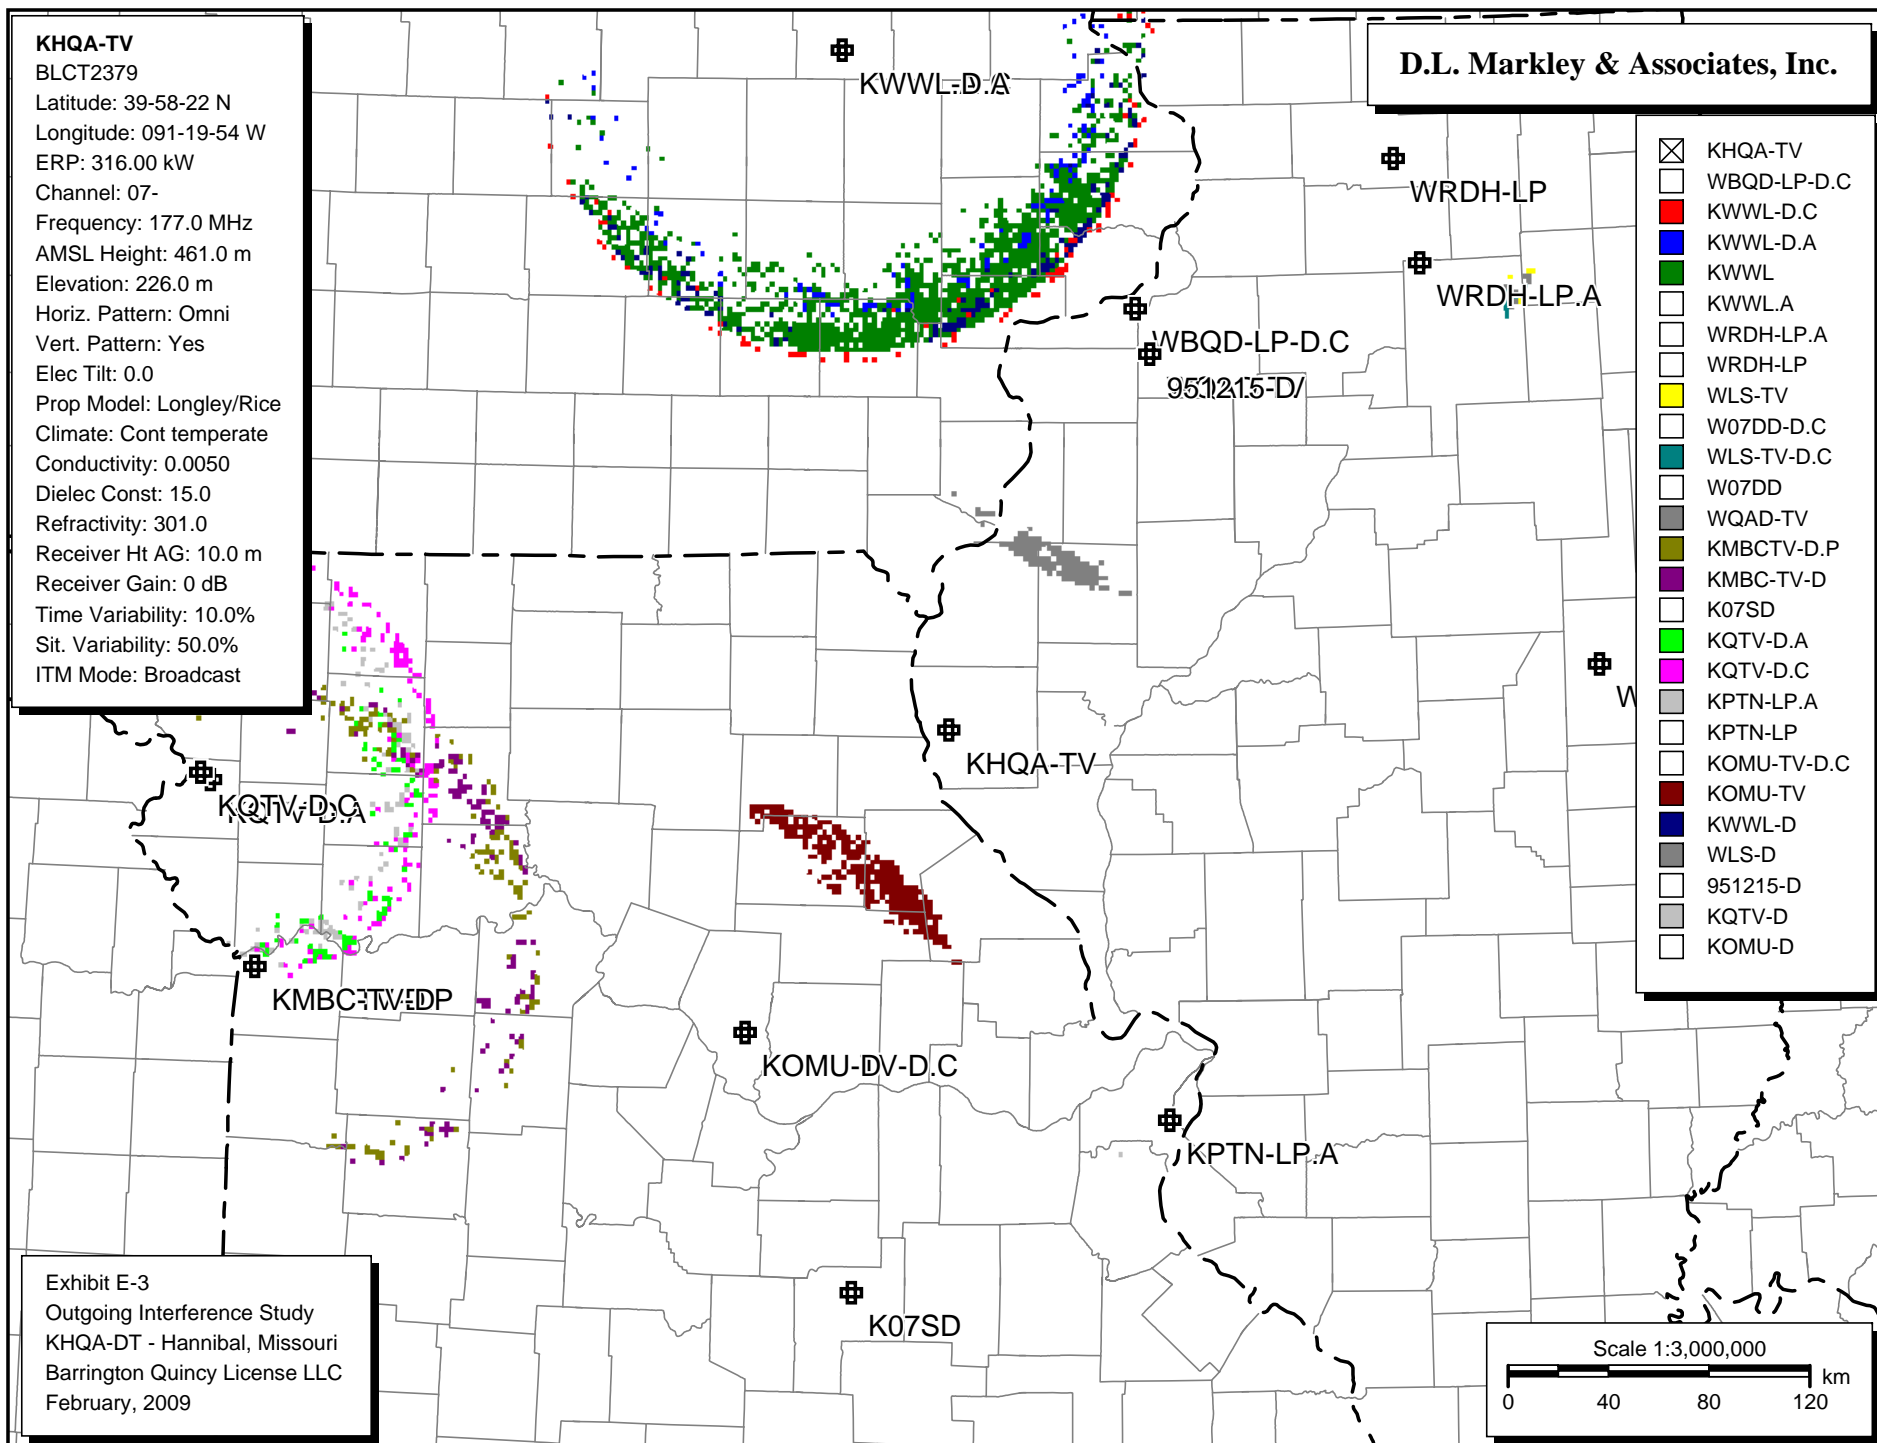 KHQA-TV
BLCT2379
Latitude: 39-58-22 N
Longitude: 091-19-54 W
ERP: 316.00 kW
Channel: 07-
Frequency: 177.0 MHz
AMSL Height: 461.0 m
Elevation: 226.0 m
Horiz. Pattern: Omni
Vert. Pattern: Yes
Elec Tilt: 0.0
Prop Model: Longley/Rice
Climate: Cont temperate
Conductivity: 0.0050
Dielec Const: 15.0
Refractivity: 301.0
Receiver Ht AG: 10.0 m
Receiver Gain: 0 dB
Time Variability: 10.0%
Sit. Variability: 50.0%
ITM Mode: Broadcast
D.L. Markley & Associates, Inc.
KHQA-TV
WBQD-LP-D.C
KWWL-D.C
KWWL-D.A
KWWL
KWWL.A
WRDH-LP.A
WRDH-LP
WLS-TV
W07DD-D.C
WLS-TV-D.C
W07DD
WQAD-TV
KMBCTV-D.P
KMBC-TV-D
K07SD
KQTV-D.A
KQTV-D.C
KPTN-LP.A
KPTN-LP
KOMU-TV-D.C
KOMU-TV
KWWL-D
WLS-D
951215-D
KQTV-D
KOMU-D
KWWL-D.A
WRDH-LP
WRDH-LP.A
WBQD-LP-D.C
951215-D
W
KHQA-TV
KQTV-D.C
KQTV-D.A
KOMU-
KPTN-LP.A
K07SD
Exhibit E-3
Outgoing Interference Study
KHQA-DT - Hannibal, Missouri
Barrington Quincy License LLC
February, 2009
Scale 1:3,000,000
km
0 40 80 120